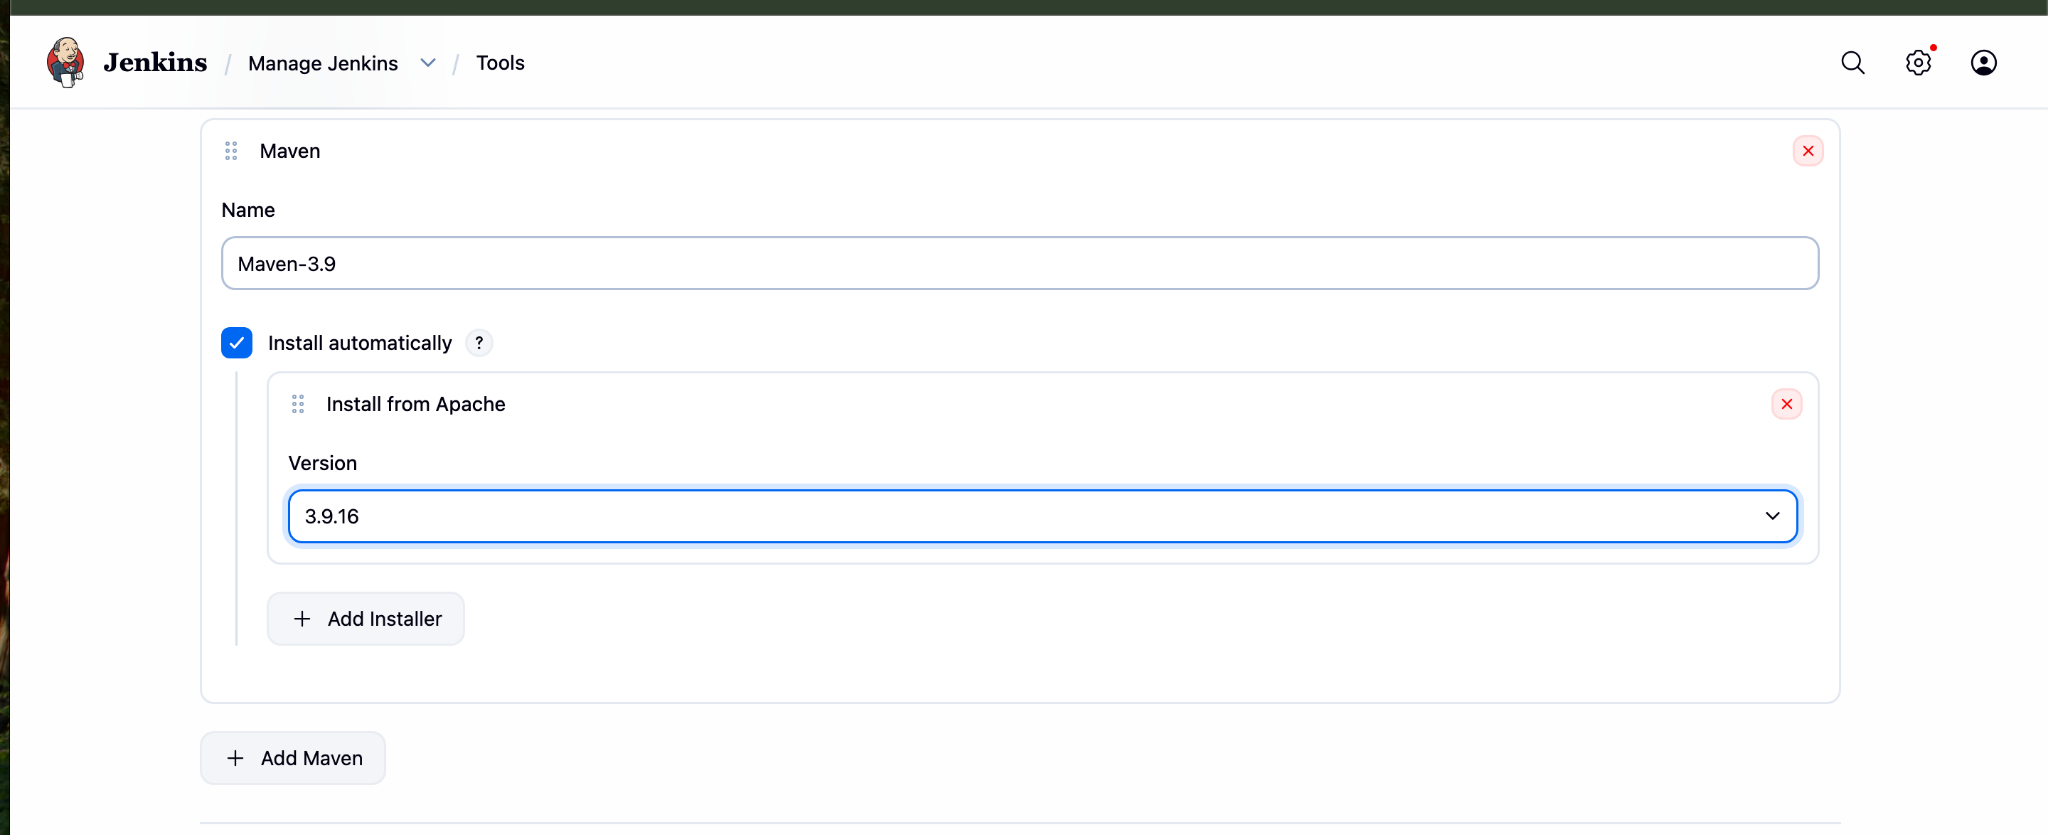 Jenkins / Manage Jenkins / Tools
Maven
Name
Maven-3.9
Install automatically ?
Install from Apache
Version
3.9.16
+ Add Installer
+ Add Maven